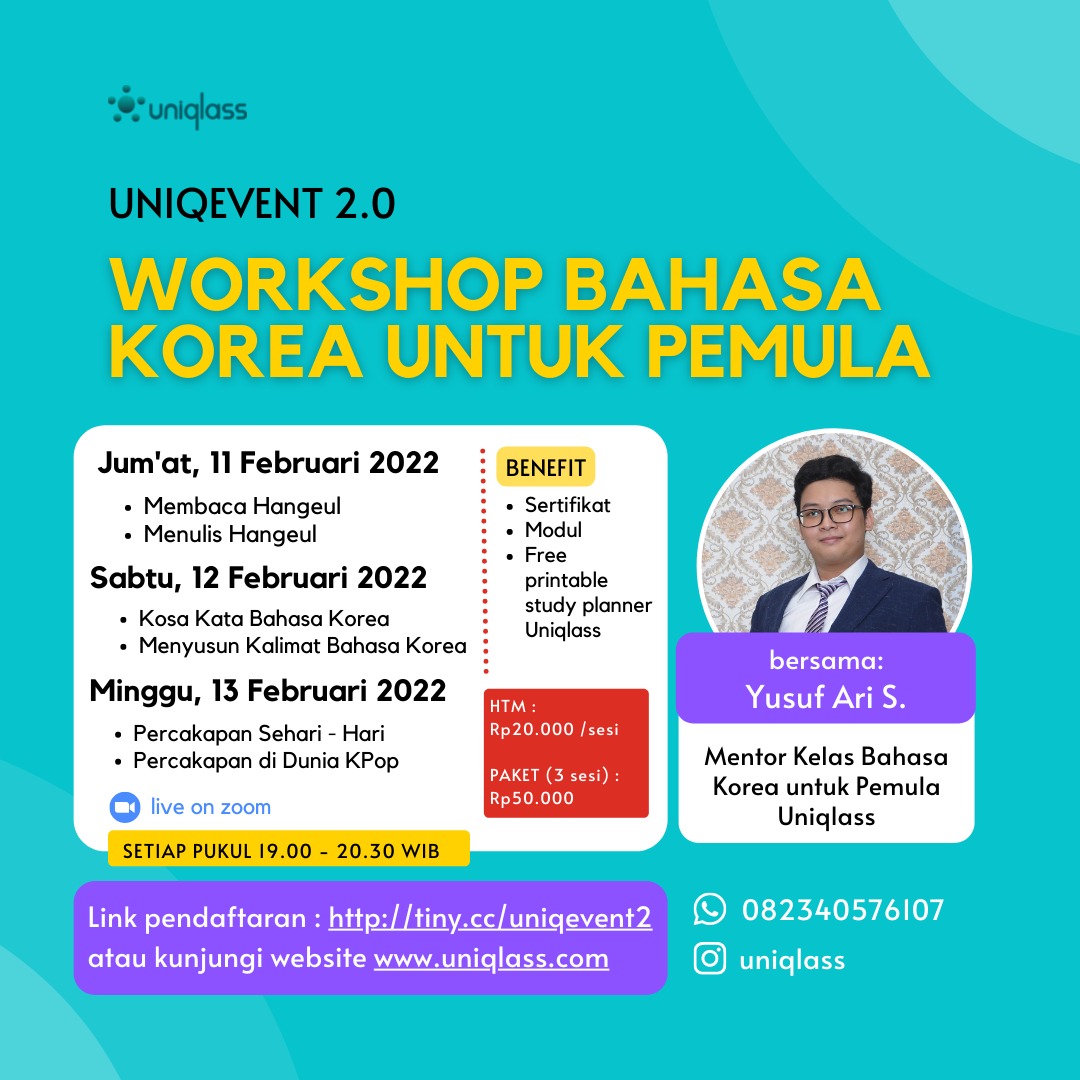 uniqlass
UNIQEVENT 2.0
WORKSHOP BAHASA
KOREA UNTUK PEMULA
Jum'at, 11 Februari 2022
• Membaca Hangeul
• Menulis Hangeul
Sabtu, 12 Februari 2022
• Kosa Kata Bahasa Korea
• Menyusun Kalimat Bahasa Korea
Minggu, 13 Februari 2022
• Percakapan Sehari - Hari
• Percakapan di Dunia KPop
live on zoom
SETIAP PUKUL 19.00 - 20.30 WIB
BENEFIT
• Sertifikat
• Modul
• Free
printable
study planner
Uniqlass
HTM :
Rp20.000 /sesi
PAKET (3 sesi) :
Rp50.000
bersama:
Yusuf Ari S.
Mentor Kelas Bahasa
Korea untuk Pemula
Uniqlass
Link pendaftaran : http://tiny.cc/uniqevent2
atau kunjungi website www.uniqlass.com
082340576107
uniqlass